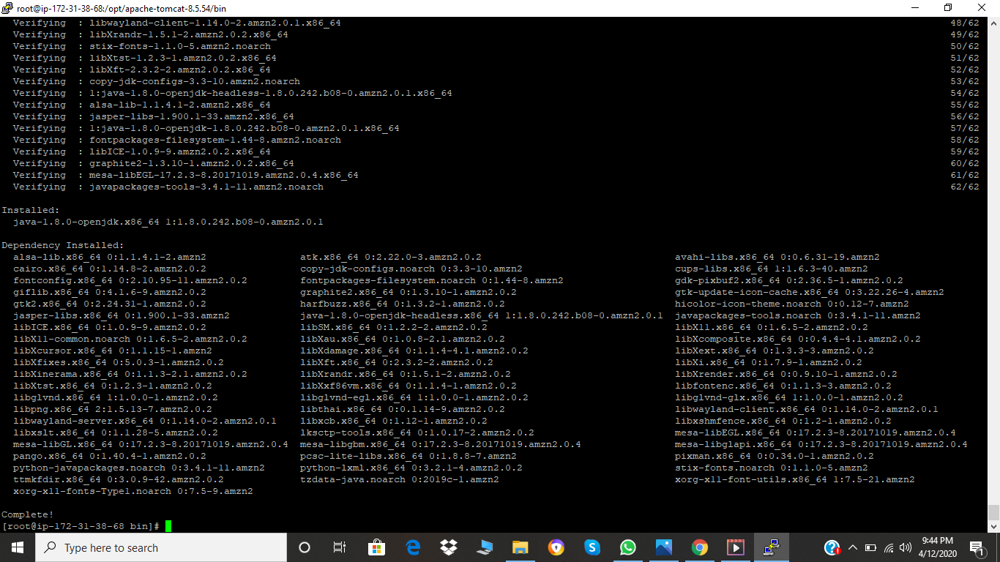 root@ip-172-31-38-68:/opt/apache-tomcat-8.5.54/bin
Verifying : libwayland-client-1.14.0-2.amzn2.0.1.x86_64 48/62
Verifying : libXrandr-1.5.1-2.amzn2.0.2.x86_64 49/62
Verifying : stix-fonts-1.1.0-5.amzn2.noarch 50/62
Verifying : libXtst-1.2.3-1.amzn2.0.2.x86_64 51/62
Verifying : libXft-2.3.2-2.amzn2.0.2.x86_64 52/62
Verifying : copy-jdk-configs-3.3-10.amzn2.noarch 53/62
Verifying : 1:java-1.8.0-openjdk-headless-1.8.0.242.b08-0.amzn2.0.1.x86_64 54/62
Verifying : alsa-lib-1.1.4.1-2.amzn2.x86_64 55/62
Verifying : jasper-libs-1.900.1-33.amzn2.x86_64 56/62
Verifying : 1:java-1.8.0-openjdk-1.8.0.242.b08-0.amzn2.0.1.x86_64 57/62
Verifying : fontpackages-filesystem-1.44-8.amzn2.noarch 58/62
Verifying : libICE-1.0.9-9.amzn2.0.2.x86_64 59/62
Verifying : graphite2-1.3.10-1.amzn2.0.2.x86_64 60/62
Verifying : mesa-libEGL-17.2.3-8.20171019.amzn2.0.4.x86_64 61/62
Verifying : javapackages-tools-3.4.1-11.amzn2.noarch 62/62
Installed:
java-1.8.0-openjdk.x86_64 1:1.8.0.242.b08-0.amzn2.0.1
Dependency Installed:
alsa-lib.x86_64 0:1.1.4.1-2.amzn2 atk.x86_64 0:2.22.0-3.amzn2.0.2 avahi-libs.x86_64 0:0.6.31-19.amzn2
cairo.x86_64 0:1.14.8-2.amzn2.0.2 copy-jdk-configs.noarch 0:3.3-10.amzn2 cups-libs.x86_64 1:1.6.3-40.amzn2
fontconfig.x86_64 0:2.10.95-11.amzn2.0.2 fontpackages-filesystem.noarch 0:1.44-8.amzn2 gdk-pixbuf2.x86_64 0:2.36.5-1.amzn2.0.2
giflib.x86_64 0:4.1.6-9.amzn2.0.2 graphite2.x86_64 0:1.3.10-1.amzn2.0.2 gtk-update-icon-cache.x86_64 0:3.22.26-4.amzn2
gtk2.x86_64 0:2.24.31-1.amzn2.0.2 harfbuzz.x86_64 0:1.3.2-1.amzn2.0.2 hicolor-icon-theme.noarch 0:0.12-7.amzn2
jasper-libs.x86_64 0:1.900.1-33.amzn2 java-1.8.0-openjdk-headless.x86_64 1:1.8.0.242.b08-0.amzn2.0.1 javapackages-tools.noarch 0:3.4.1-11.amzn2
libICE.x86_64 0:1.0.9-9.amzn2.0.2 libSM.x86_64 0:1.2.2-2.amzn2.0.2 libX11.x86_64 0:1.6.5-2.amzn2.0.2
libX11-common.noarch 0:1.6.5-2.amzn2.0.2 libXau.x86_64 0:1.0.8-2.1.amzn2.0.2 libXcomposite.x86_64 0:0.4.4-4.1.amzn2.0.2
libXcursor.x86_64 0:1.1.15-1.amzn2 libXdamage.x86_64 0:1.1.4-4.1.amzn2.0.2 libXext.x86_64 0:1.3.3-3.amzn2.0.2
libXfixes.x86_64 0:5.0.3-1.amzn2.0.2 libXft.x86_64 0:2.3.2-2.amzn2.0.2 libXi.x86_64 0:1.7.9-1.amzn2.0.2
libXinerama.x86_64 0:1.1.3-2.1.amzn2.0.2 libXrandr.x86_64 0:1.5.1-2.amzn2.0.2 libXrender.x86_64 0:0.9.10-1.amzn2.0.2
libXtst.x86_64 0:1.2.3-1.amzn2.0.2 libXxf86vm.x86_64 0:1.1.4-1.amzn2.0.2 libfontenc.x86_64 0:1.1.3-3.amzn2.0.2
libglvnd.x86_64 1:1.0.0-1.amzn2.0.2 libglvnd-egl.x86_64 1:1.0.0-1.amzn2.0.2 libglvnd-glx.x86_64 1:1.0.0-1.amzn2.0.2
libpng.x86_64 2:1.5.13-7.amzn2.0.2 libthai.x86_64 0:0.1.14-9.amzn2.0.2 libwayland-client.x86_64 0:1.14.0-2.amzn2.0.1
libwayland-server.x86_64 0:1.14.0-2.amzn2.0.1 libxcb.x86_64 0:1.12-1.amzn2.0.2 libxshmfence.x86_64 0:1.2-1.amzn2.0.2
libxslt.x86_64 0:1.1.28-5.amzn2.0.2 lksctp-tools.x86_64 0:1.0.17-2.amzn2.0.2 mesa-libEGL.x86_64 0:17.2.3-8.20171019.amzn2.0.4
mesa-libGL.x86_64 0:17.2.3-8.20171019.amzn2.0.4 mesa-libgbm.x86_64 0:17.2.3-8.20171019.amzn2.0.4 mesa-libglapi.x86_64 0:17.2.3-8.20171019.amzn2.0.4
pango.x86_64 0:1.40.4-1.amzn2.0.2 pcsc-lite-libs.x86_64 0:1.8.8-7.amzn2 pixman.x86_64 0:0.34.0-1.amzn2.0.2
python-javapackages.noarch 0:3.4.1-11.amzn2 python-lxml.x86_64 0:3.2.1-4.amzn2.0.2 stix-fonts.noarch 0:1.1.0-5.amzn2
ttmkfdir.x86_64 0:3.0.9-42.amzn2.0.2 tzdata-java.noarch 0:2019c-1.amzn2 xorg-x11-font-utils.x86_64 1:7.5-21.amzn2
xorg-x11-fonts-Type1.noarch 0:7.5-9.amzn2
Complete!
[root@ip-172-31-38-68 bin]#
Type here to search
9:44 PM
4/12/2020
1